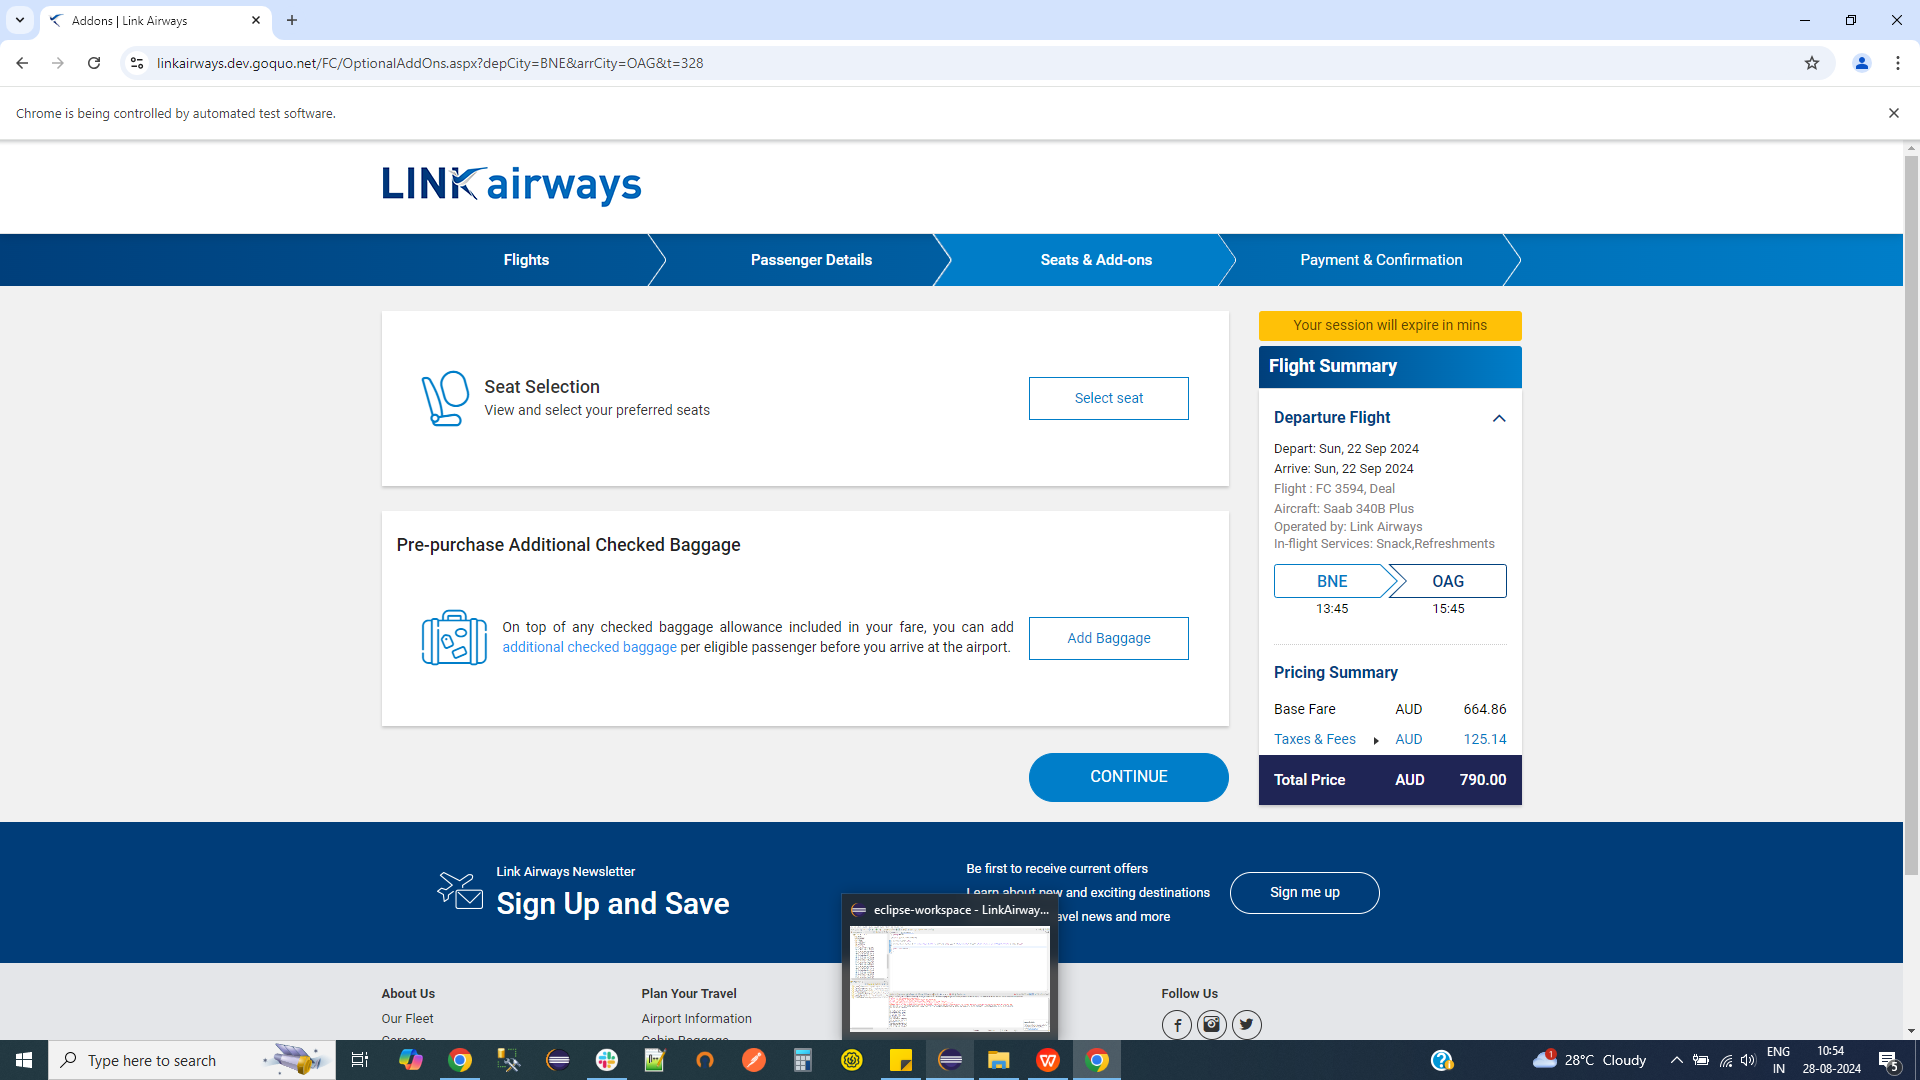 Addons | Link Airways
linkairways.dev.goquo.net/FC/OptionalAddOns.aspx?depCity=BNE&arrCity=OAG&t=328
Chrome is being controlled by automated test software.
LINK airways
Flights
Passenger Details
Seats & Add-ons
Payment & Confirmation
Seat Selection
View and select your preferred seats
Select seat
Pre-purchase Additional Checked Baggage
On top of any checked baggage allowance included in your fare, you can add
additional checked baggage per eligible passenger before you arrive at the airport.
Add Baggage
CONTINUE
Your session will expire in mins
Flight Summary
Departure Flight
Depart: Sun, 22 Sep 2024
Arrive: Sun, 22 Sep 2024
Flight : FC 3594, Deal
Aircraft: Saab 340B Plus
Operated by: Link Airways
In-flight Services: Snack,Refreshments
BNE OAG
13:45 15:45
Pricing Summary
Base Fare AUD 664.86
Taxes & Fees AUD 125.14
Total Price AUD 790.00
Link Airways Newsletter
Sign Up and Save
Be first to receive current offers
Learn about new and exciting destinations
avel news and more
Sign me up
eclipse-workspace - LinkAirway...
About Us
Our Fleet
Careers
Plan Your Travel
Airport Information
Cabin Baggage
Follow Us
Type here to search
28°C Cloudy
ENG
IN
10:54
28-08-2024
5
1